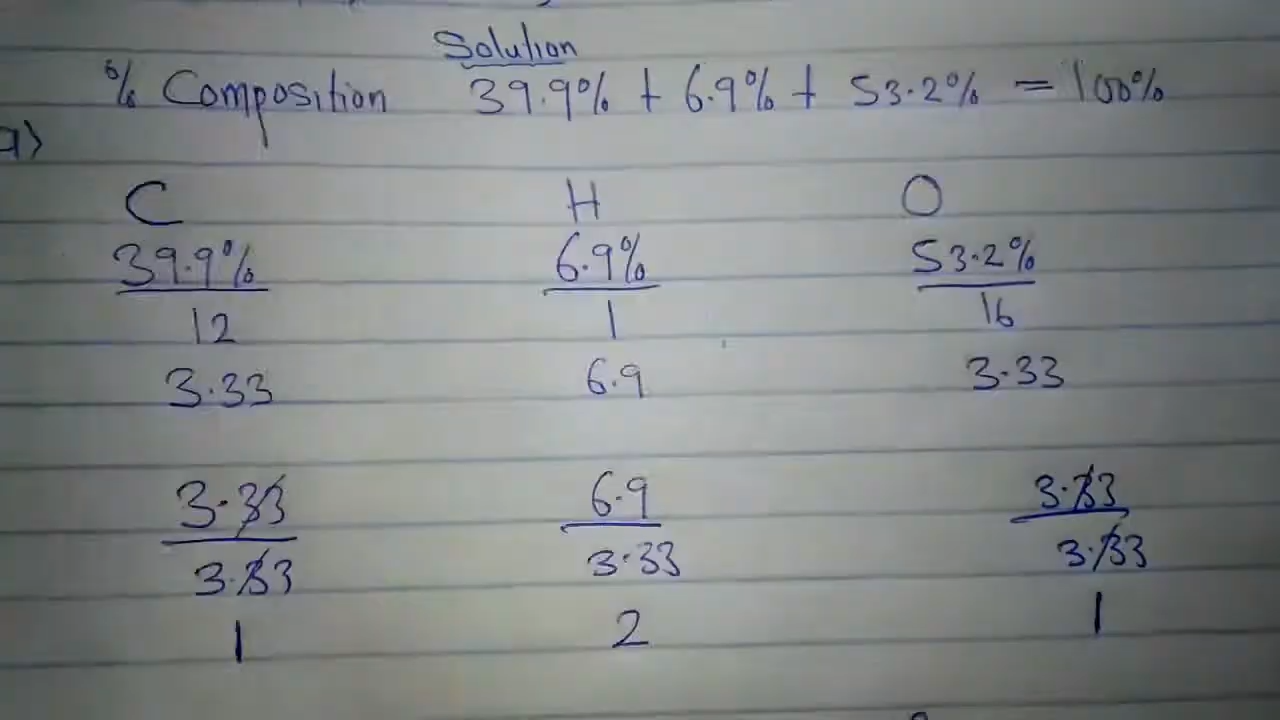 Solution
% Composition 39.9% + 6.9% + 53.2% = 100%
a)
C H O
39.9% 6.9% 53.2%
12 1 16
3.33 6.9 3.33
3.33 6.9 3.33
3.33 3.33 3.33
1 2 1